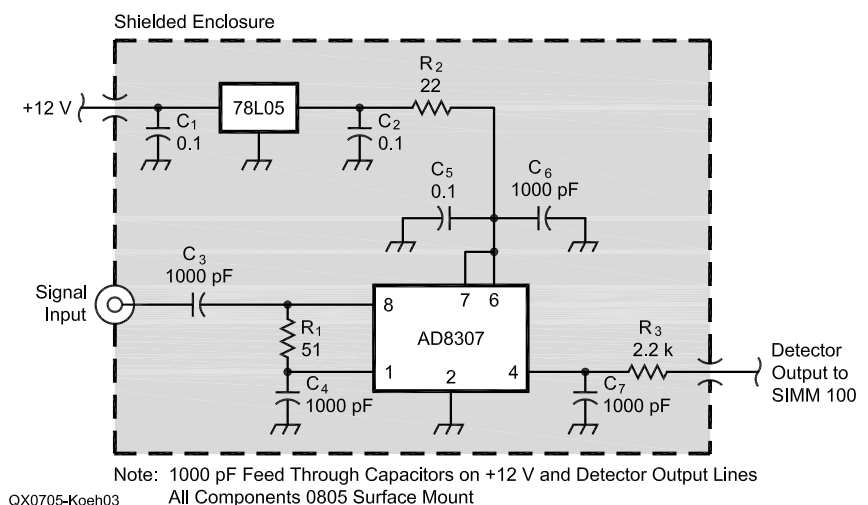 Shielded Enclosure
+12 V
C1
0.1
78L05
C2
0.1
R2
22
C5
0.1
C6
1000 pF
Signal
Input
C3
1000 pF
R1
51
C4
1000 pF
8
7
6
AD8307
1
2
4
R3
2.2 k
C7
1000 pF
Detector
Output to
SIMM 100
Note: 1000 pF Feed Through Capacitors on +12 V and Detector Output Lines
All Components 0805 Surface Mount
QX0705-Koeh03